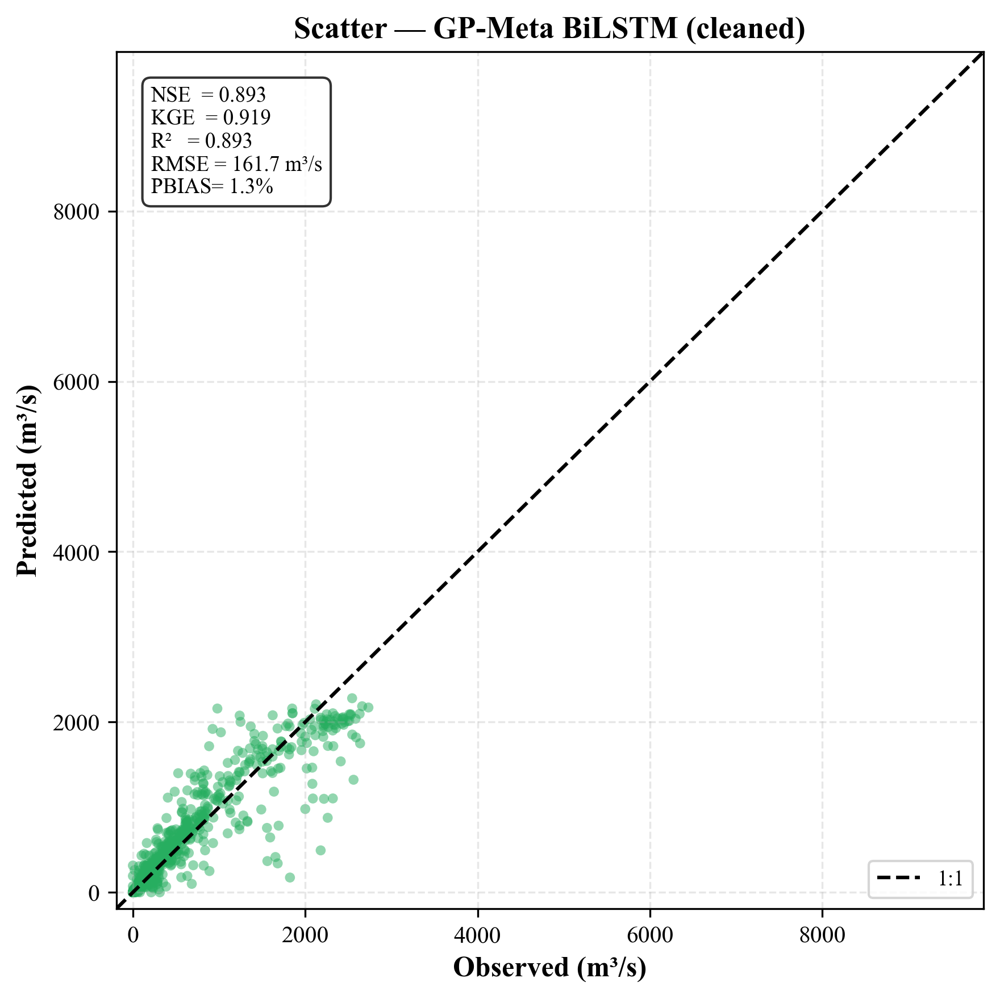 Scatter — GP-Meta BiLSTM (cleaned)
NSE = 0.893
KGE = 0.919
R² = 0.893
RMSE = 161.7 m³/s
PBIAS= 1.3%
8000
6000
4000
2000
0
Predicted (m³/s)
1:1
0 2000 4000 6000 8000
Observed (m³/s)